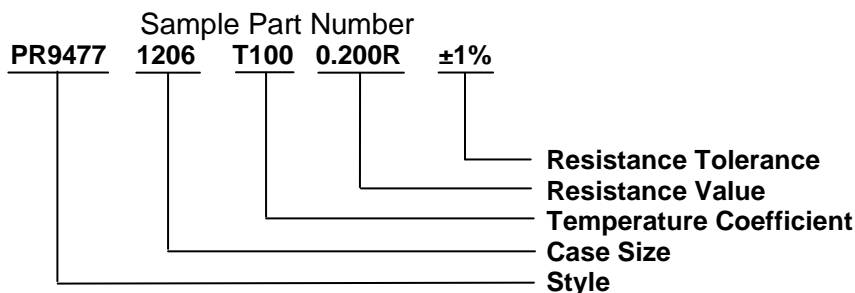 Sample Part Number
PR9477 1206 T100 0.200R ±1%
Resistance Tolerance
Resistance Value
Temperature Coefficient
Case Size
Style